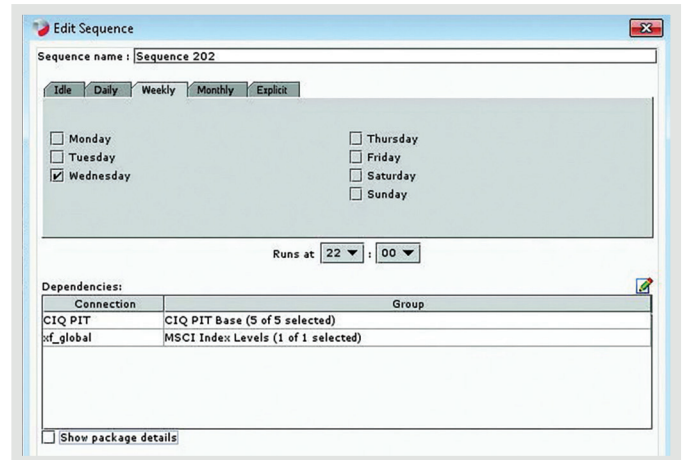 Edit Sequence
Sequence name : Sequence 202
Idle Daily Weekly Monthly Explicit
Monday
Tuesday
Wednesday
Thursday
Friday
Saturday
Sunday
Runs at 22 : 00
Dependencies:
Connection Group
CIQ PIT CIQ PIT Base (5 of 5 selected)
xf_global MSCI Index Levels (1 of 1 selected)
Show package details